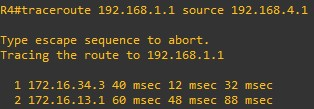 R4#traceroute 192.168.1.1 source 192.168.4.1
Type escape sequence to abort.
Tracing the route to 192.168.1.1
1 172.16.34.3 40 msec 12 msec 32 msec
2 172.16.13.1 60 msec 48 msec 88 msec